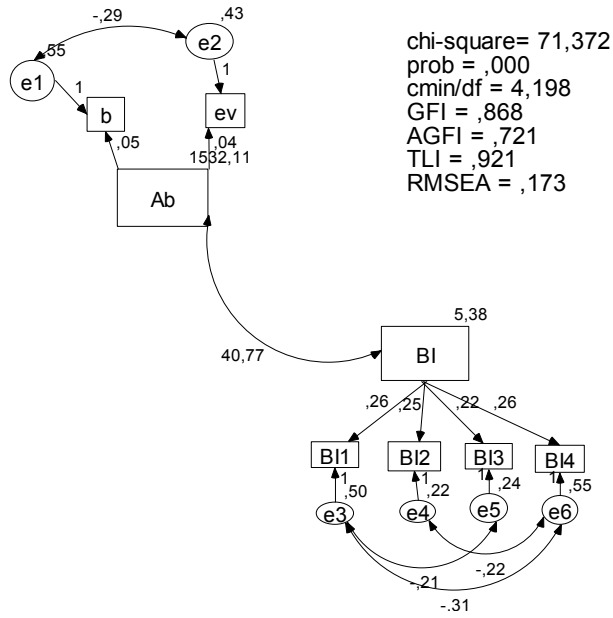 -,29
,55
e1
e2
,43
1
1
b
ev
,05
,04
1532,11
Ab
chi-square= 71,372
prob = ,000
cmin/df = 4,198
GFI = ,868
AGFI = ,721
TLI = ,921
RMSEA = ,173
40,77
5,38
BI
,26
,25
,22
,26
BI1
BI2
BI3
BI4
1
1
1
1
,50
,22
,24
,55
e3
e4
e5
e6
-,21
-,22
-,31